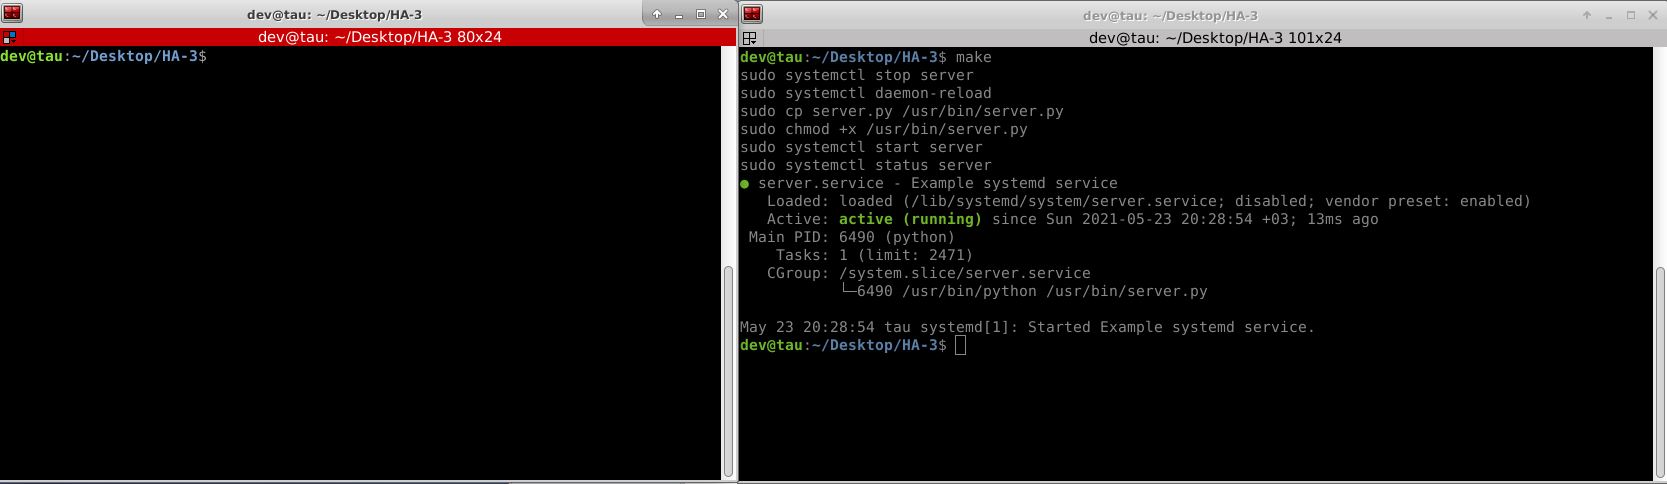 dev@tau: ~/Desktop/HA-3
dev@tau: ~/Desktop/HA-3 80x24
dev@tau:~/Desktop/HA-3$
dev@tau: ~/Desktop/HA-3
dev@tau: ~/Desktop/HA-3 101x24
dev@tau:~/Desktop/HA-3$ make
sudo systemctl stop server
sudo systemctl daemon-reload
sudo cp server.py /usr/bin/server.py
sudo chmod +x /usr/bin/server.py
sudo systemctl start server
sudo systemctl status server
● server.service - Example systemd service
   Loaded: loaded (/lib/systemd/system/server.service; disabled; vendor preset: enabled)
   Active: active (running) since Sun 2021-05-23 20:28:54 +03; 13ms ago
 Main PID: 6490 (python)
    Tasks: 1 (limit: 2471)
   CGroup: /system.slice/server.service
           └─6490 /usr/bin/python /usr/bin/server.py
May 23 20:28:54 tau systemd[1]: Started Example systemd service.
dev@tau:~/Desktop/HA-3$